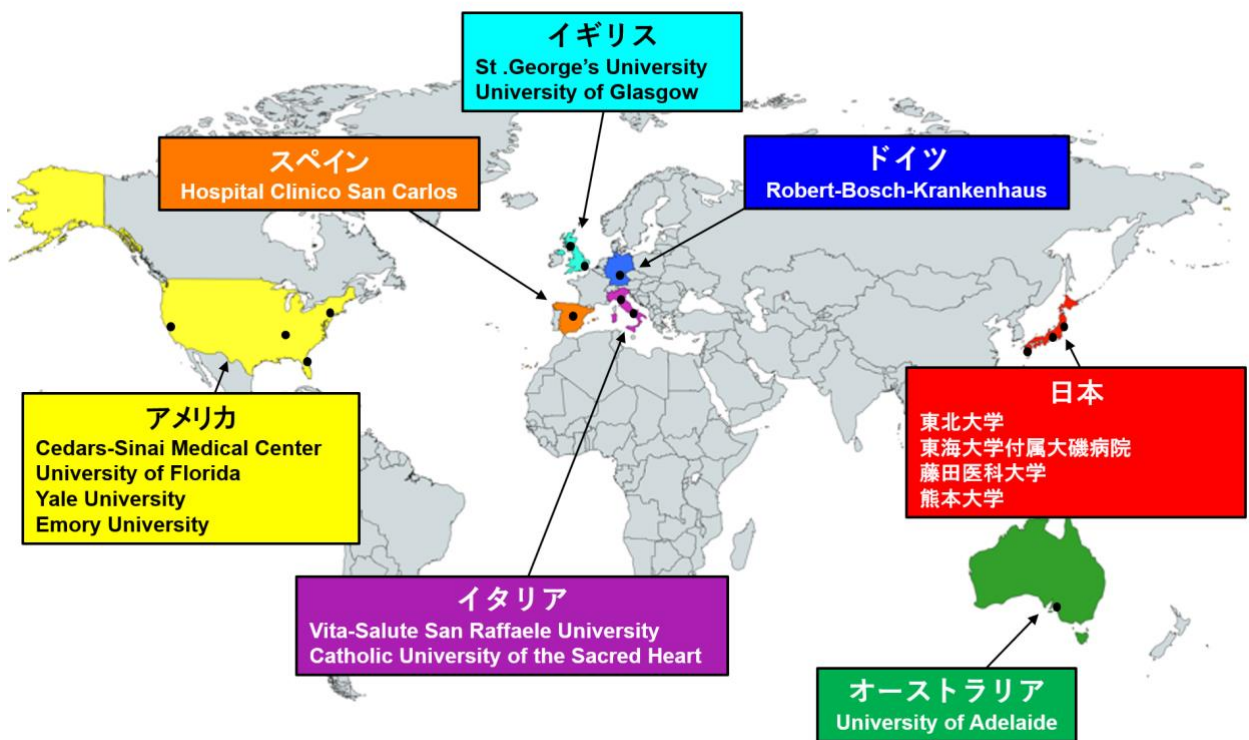 イギリス
St .George's University
University of Glasgow
スペイン
Hospital Clinico San Carlos
ドイツ
Robert-Bosch-Krankenhaus
アメリカ
Cedars-Sinai Medical Center
University of Florida
Yale University
Emory University
日本
東北大学
東海大学付属大磯病院
藤田医科大学
熊本大学
イタリア
Vita-Salute San Raffaele University
Catholic University of the Sacred Heart
オーストラリア
University of Adelaide